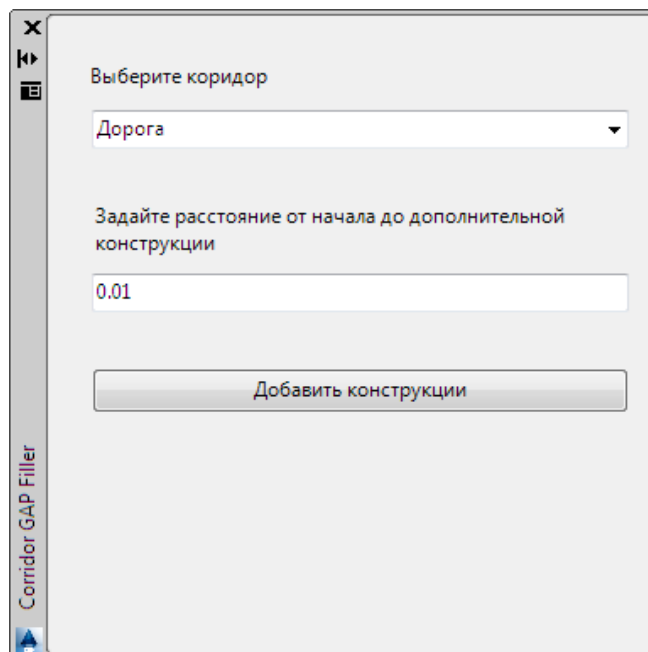 Выберите коридор
Дорога
Задайте расстояние от начала до дополнительной
конструкции
0.01
Добавить конструкции
Corridor GAP Filler